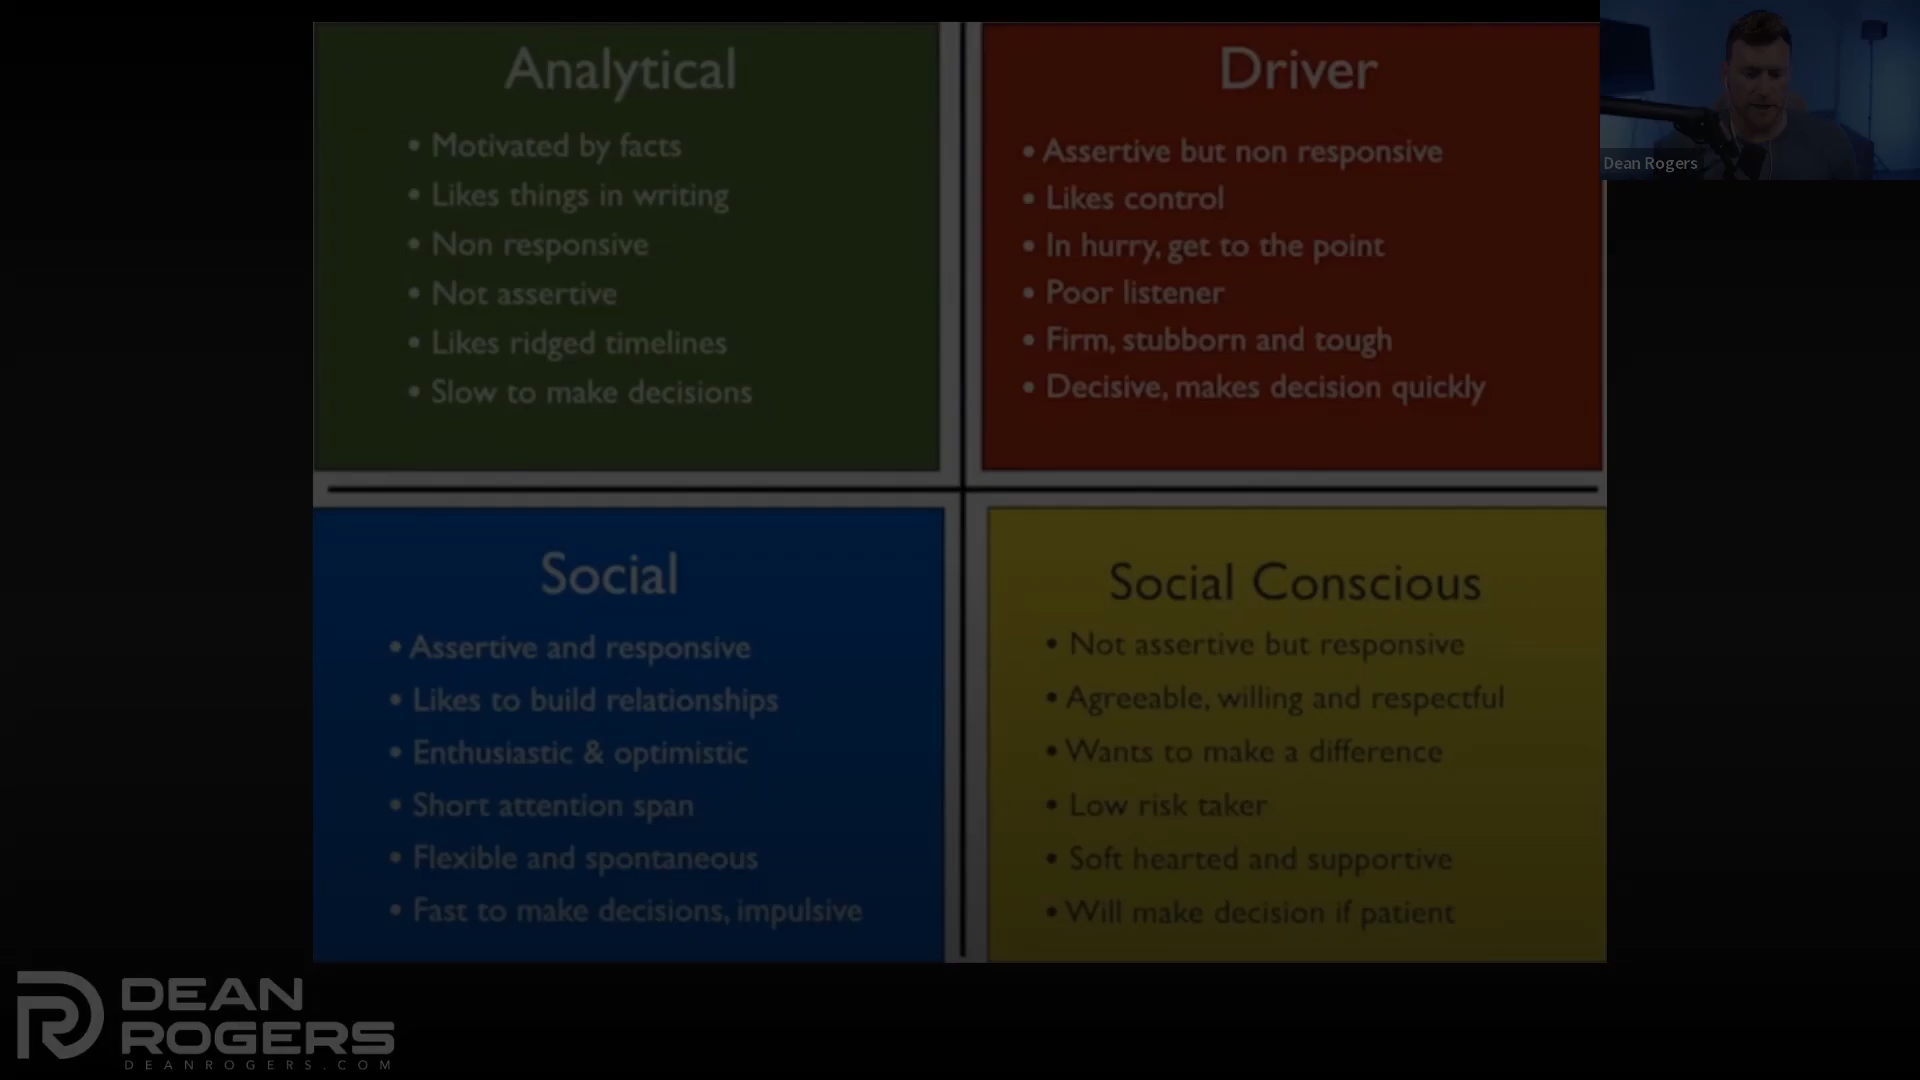 Analytical
• Motivated by facts
• Likes things in writing
• Non responsive
• Not assertive
• Likes ridged timelines
• Slow to make decisions
Driver
• Assertive but non responsive
• Likes control
• In hurry, get to the point
• Poor listener
• Firm, stubborn and tough
• Decisive, makes decision quickly
Dean Rogers
Social
• Assertive and responsive
• Likes to build relationships
• Enthusiastic & optimistic
• Short attention span
• Flexible and spontaneous
• Fast to make decisions, impulsive
Social Conscious
• Not assertive but responsive
• Agreeable, willing and respectful
• Wants to make a difference
• Low risk taker
• Soft hearted and supportive
• Will make decision if patient
DEAN
ROGERS
DEANROGERS.COM